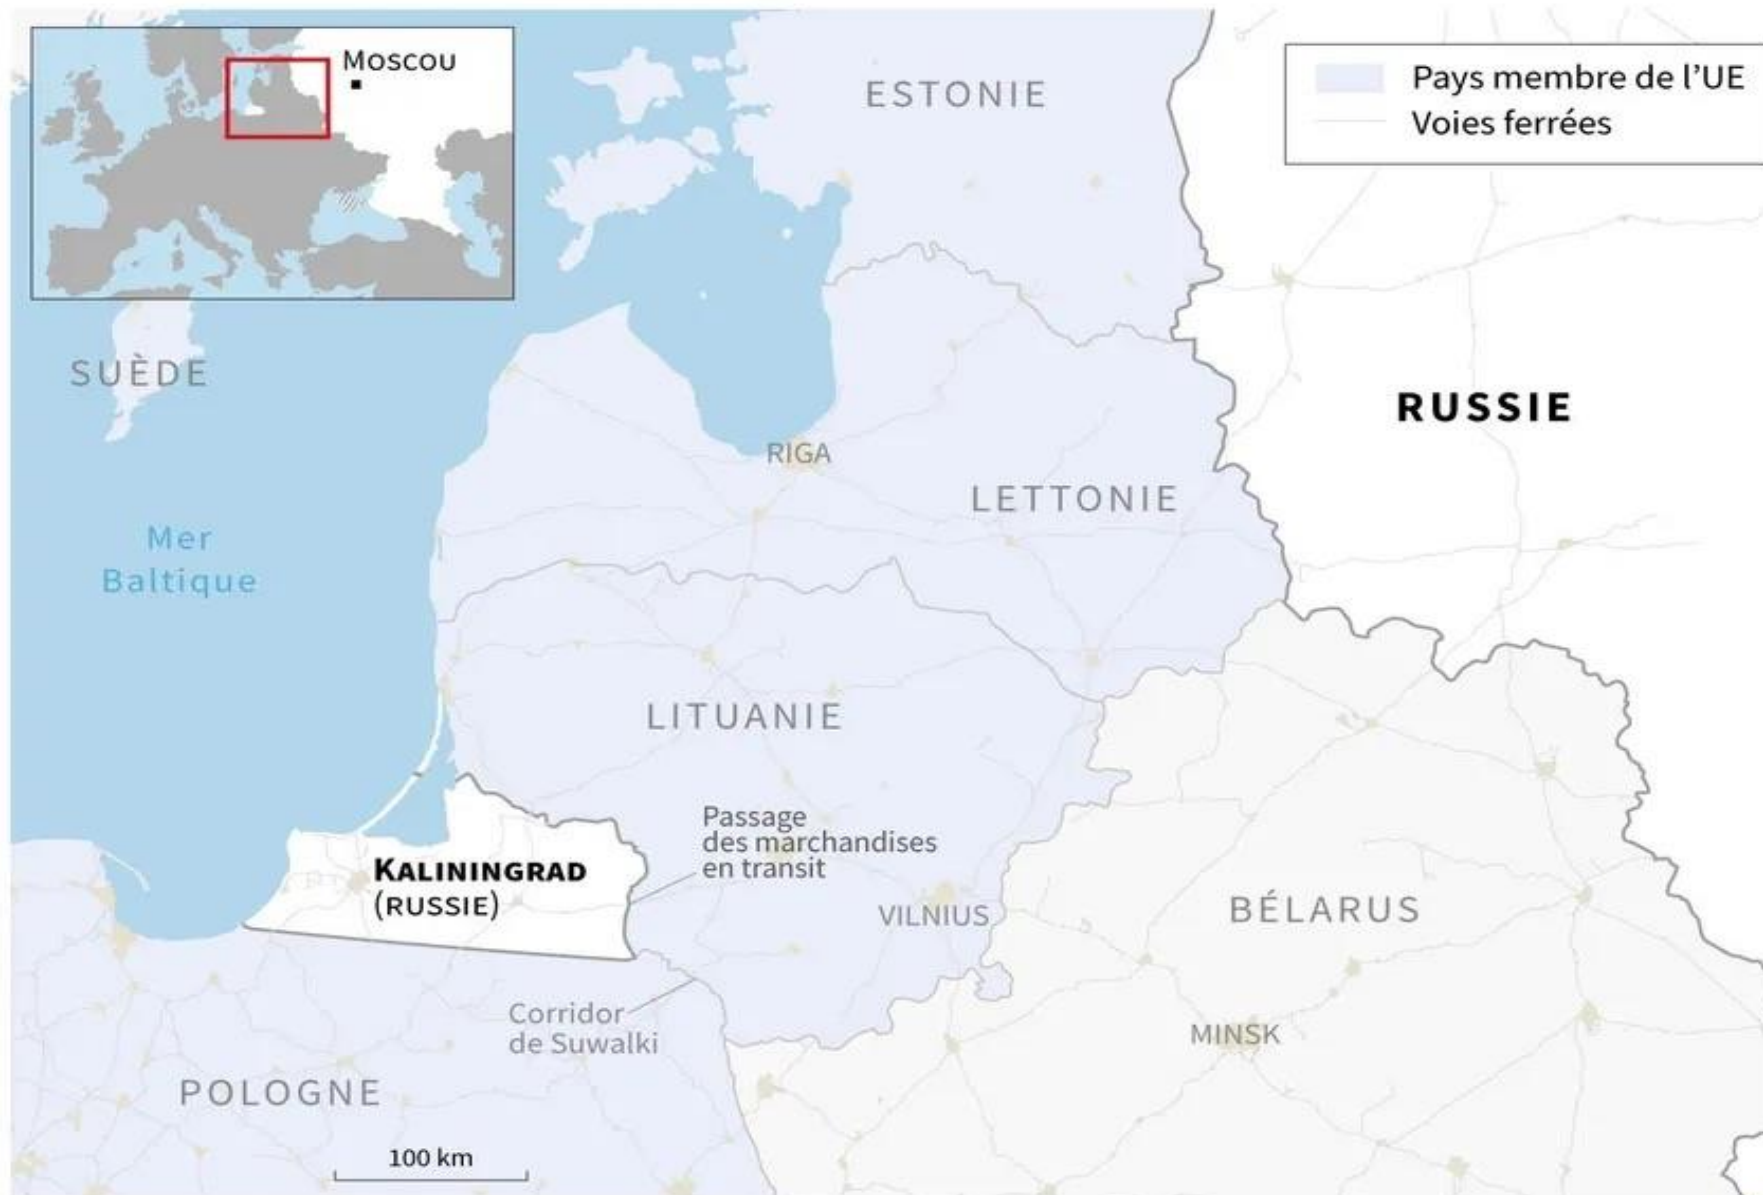 Moscou
Pays membre de l'UE
Voies ferrées
ESTONIE
SUÈDE
RUSSIE
RIGA
LETTONIE
Mer
Baltique
LITUANIE
Passage
des marchandises
en transit
KALININGRAD
(RUSSIE)
VILNIUS
BÉLARUS
Corridor
de Suwalki
MINSK
POLOGNE
100 km